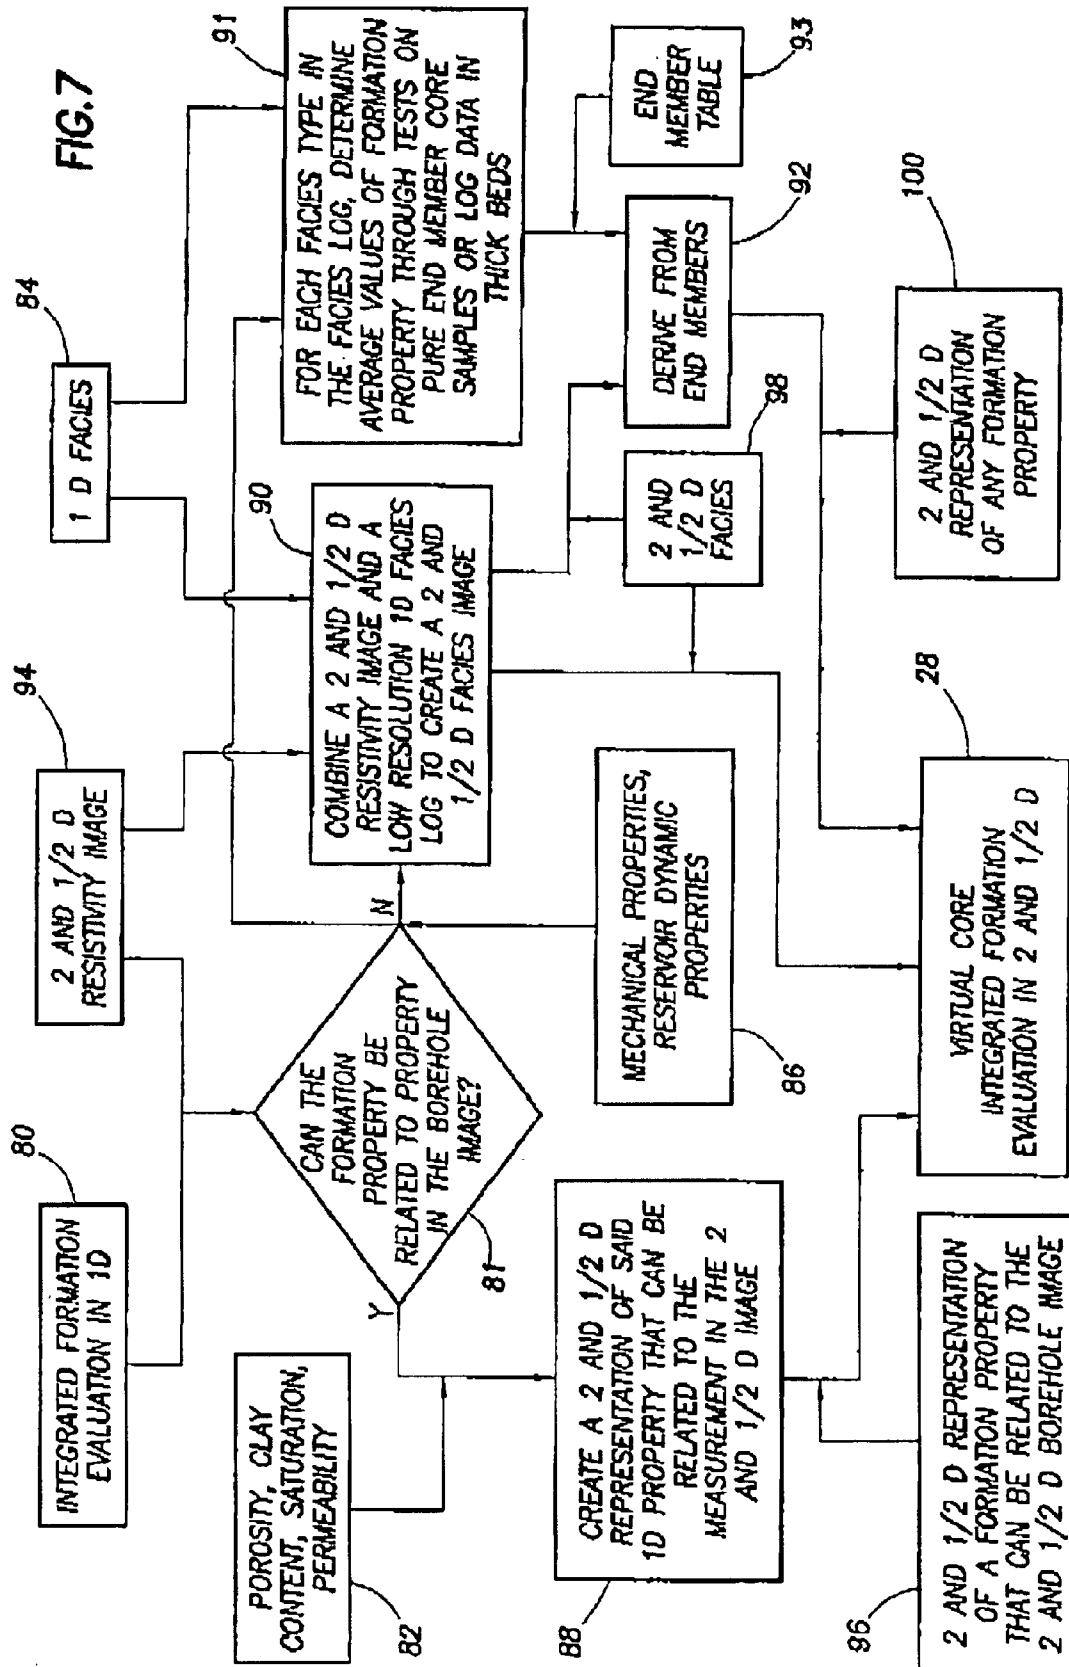 FIG.7
80
INTEGRATED FORMATION
EVALUATION IN 1D
94
2 AND 1/2 D
RESISTIVITY IMAGE
84
1 D FACIES
91
FOR EACH FACIES TYPE IN
THE FACIES LOG, DETERMINE
AVERAGE VALUES OF FORMATION
PROPERTY THROUGH TESTS ON
PURE END MEMBER CORE
SAMPLES OR LOG DATA IN
THICK BEDS
POROSITY, CLAY
CONTENT, SATURATION,
PERMEABILITY
82
Y
CAN THE
FORMATION
PROPERTY BE
RELATED TO PROPERTY
IN THE BOREHOLE
IMAGE?
81
N
90
COMBINE A 2 AND 1/2 D
RESISTIVITY IMAGE AND A
LOW RESOLUTION 1D FACIES
LOG TO CREATE A 2 AND
1/2 D FACIES IMAGE
93
END
MEMBER
TABLE
DERIVE FROM
END MEMBERS
92
2 AND
1/2 D
FACIES
98
MECHANICAL PROPERTIES,
RESERVOIR DYNAMIC
PROPERTIES
86
CREATE A 2 AND 1/2 D
REPRESENTATION OF SAID
1D PROPERTY THAT CAN BE
RELATED TO THE
MEASUREMENT IN THE 2
AND 1/2 D IMAGE
88
96
2 AND 1/2 D REPRESENTATION
OF A FORMATION PROPERTY
THAT CAN BE RELATED TO THE
2 AND 1/2 D BOREHOLE IMAGE
28
VIRTUAL CORE
INTEGRATED FORMATION
EVALUATION IN 2 AND 1/2 D
100
2 AND 1/2 D
REPRESENTATION
OF ANY FORMATION
PROPERTY